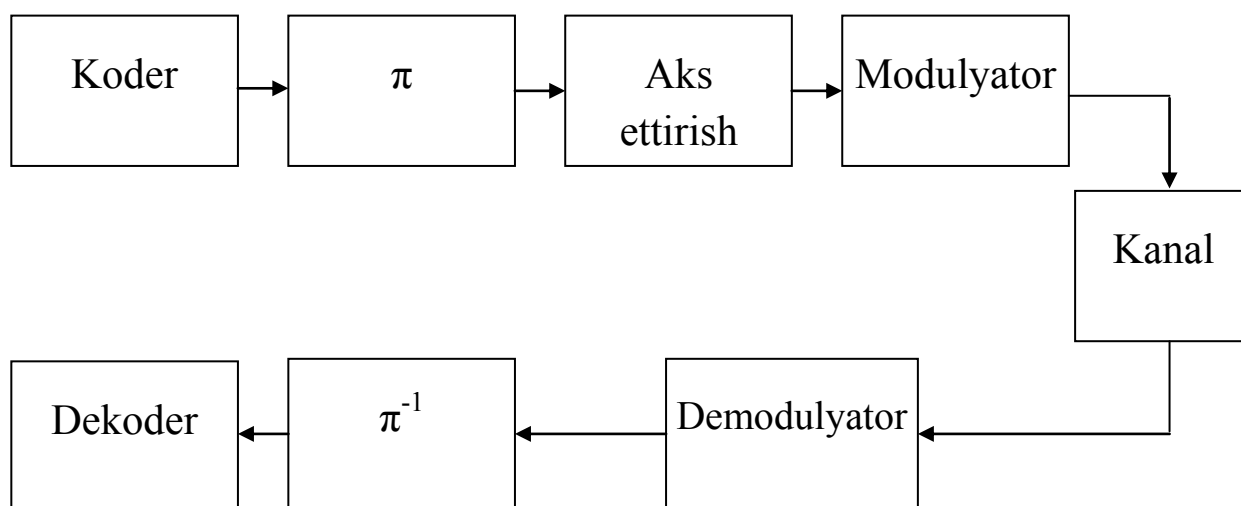 Koder
π
Aks
ettirish
Modulyator
Kanal
Dekoder
π⁻¹
Demodulyator